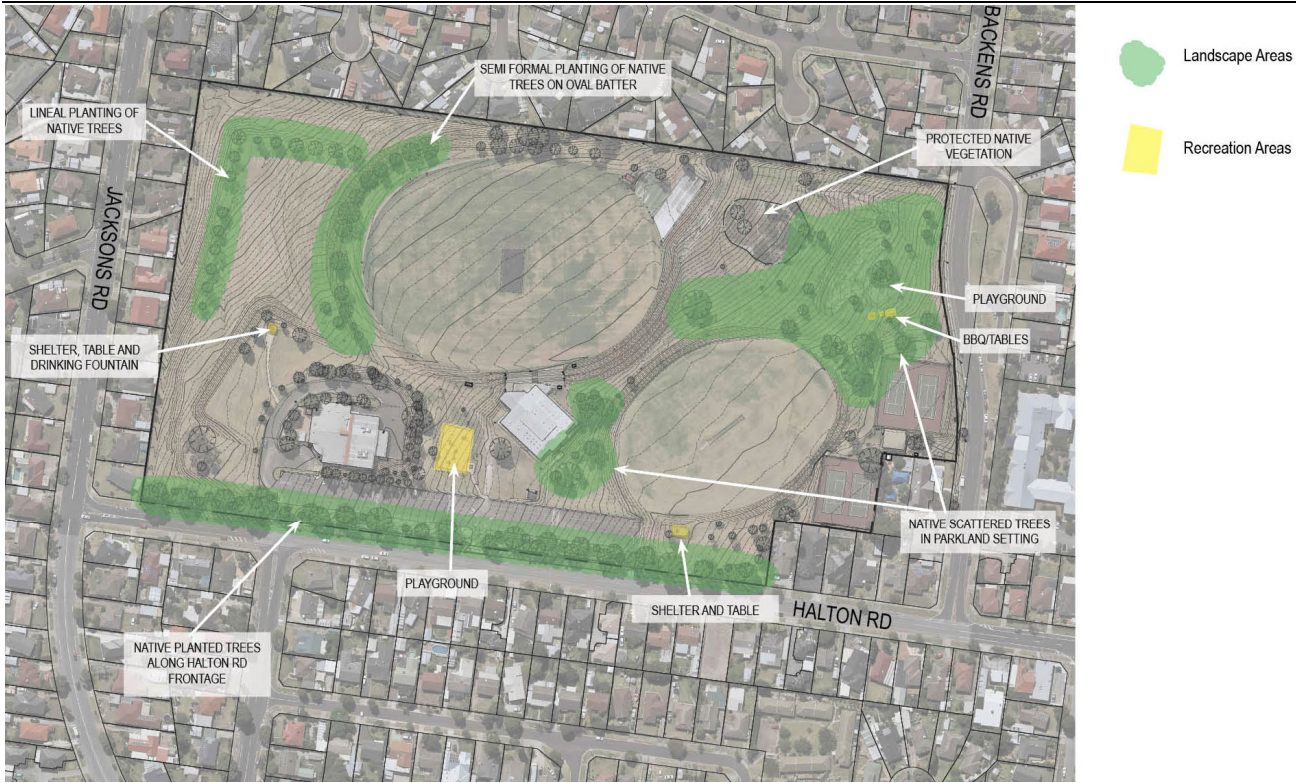 BACKENS RD
Landscape Areas
SEMI FORMAL PLANTING OF NATIVE
TREES ON OVAL BATTER
LINEAL PLANTING OF
NATIVE TREES
PROTECTED NATIVE
VEGETATION
Recreation Areas
JACKSONS RD
PLAYGROUND
BBQ/TABLES
SHELTER, TABLE AND
DRINKING FOUNTAIN
NATIVE SCATTERED TREES
IN PARKLAND SETTING
PLAYGROUND
SHELTER AND TABLE
HALTON RD
NATIVE PLANTED TREES
ALONG HALTON RD
FRONTAGE